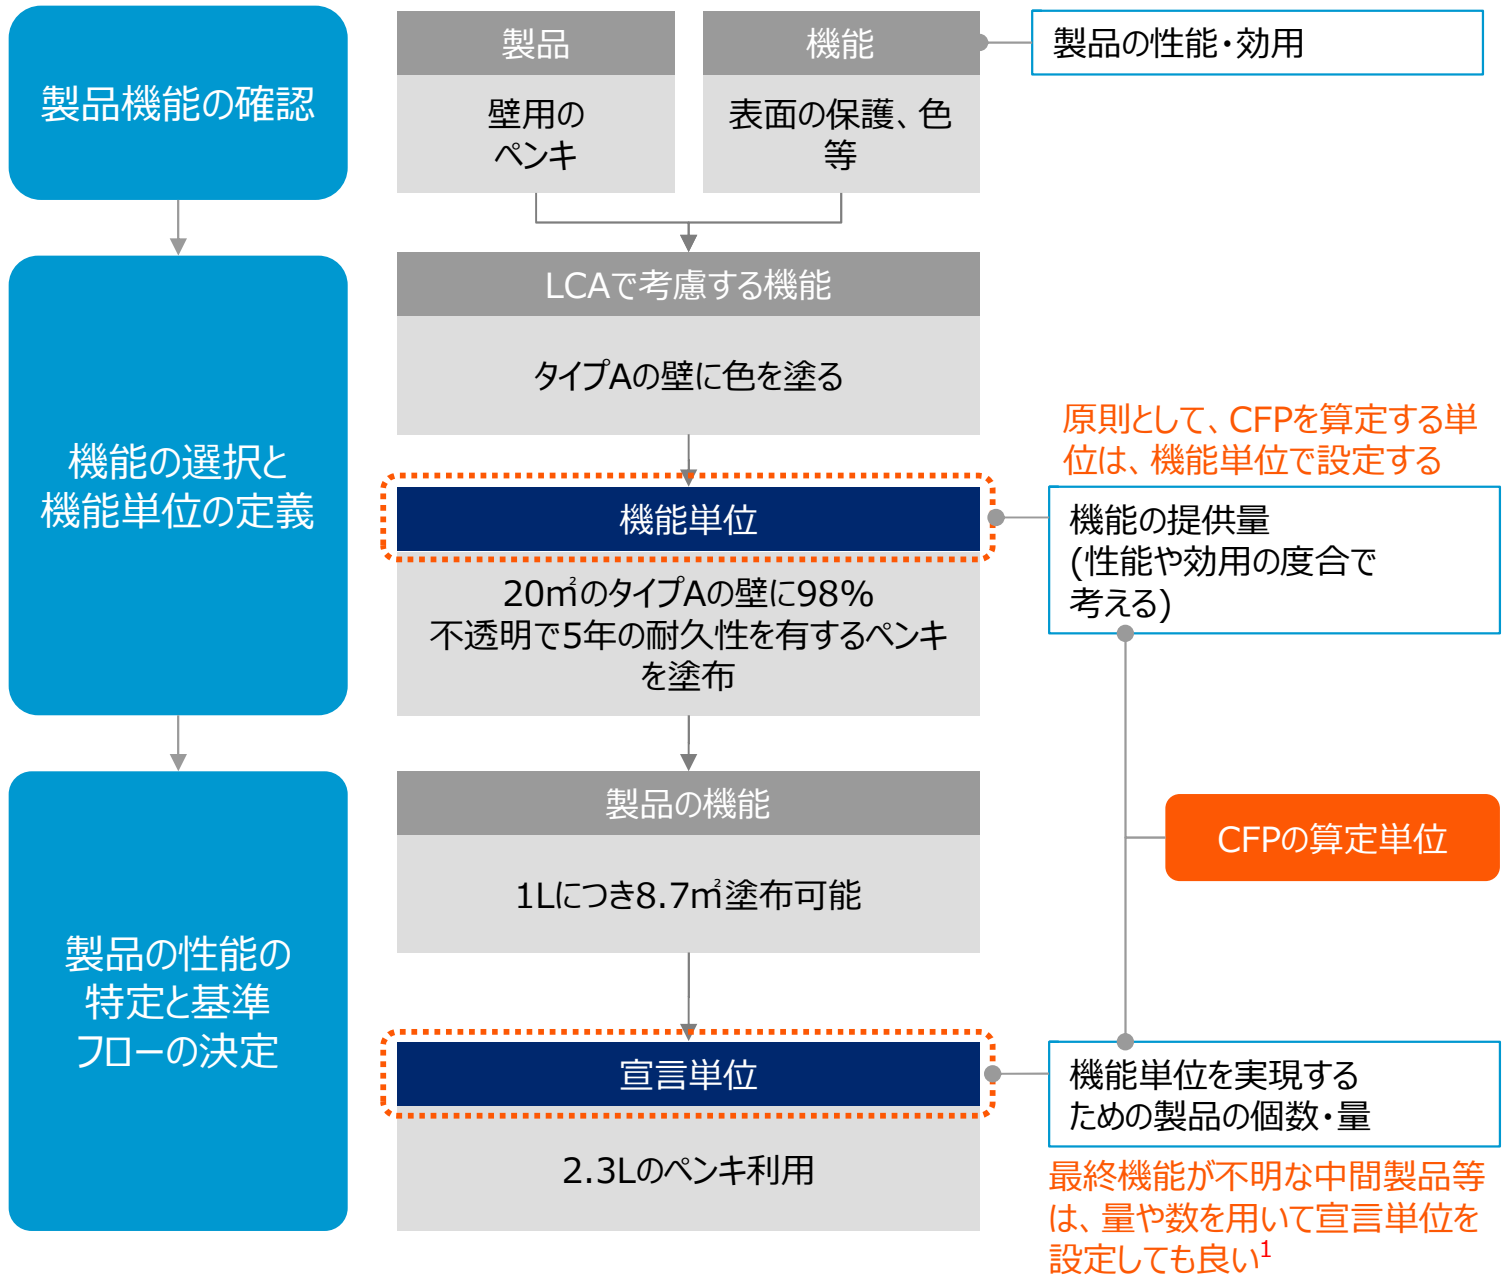 製品機能の確認
製品
機能
製品の性能・効用
壁用の
ペンキ
表面の保護、色
等
機能の選択と
機能単位の定義
LCAで考慮する機能
タイプAの壁に色を塗る
原則として、CFPを算定する単
位は、機能単位で設定する
機能単位
機能の提供量
(性能や効用の度合で
考える)
20㎡のタイプAの壁に98%
不透明で5年の耐久性を有するペンキ
を塗布
製品の性能の
特定と基準
フローの決定
製品の機能
1Lにつき8.7㎡塗布可能
CFPの算定単位
宣言単位
機能単位を実現する
ための製品の個数・量
2.3Lのペンキ利用
最終機能が不明な中間製品等
は、量や数を用いて宣言単位を
設定しても良い1